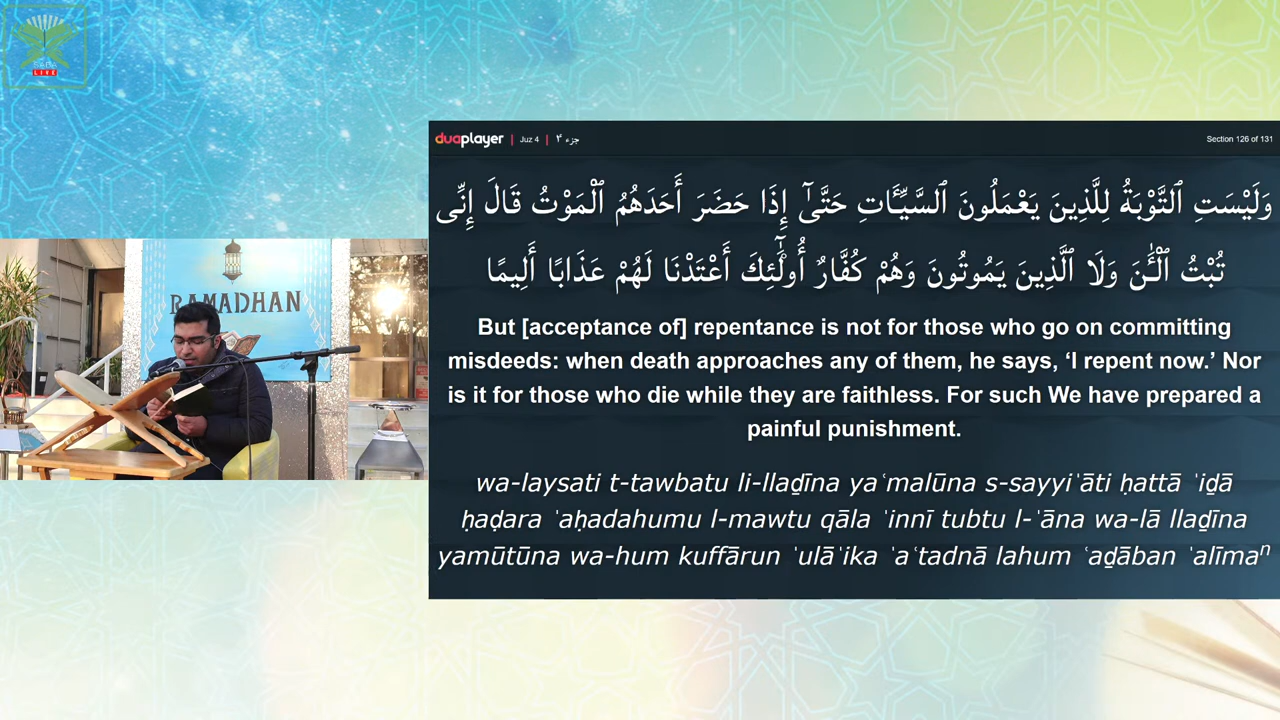 SABA
LIVE
RAMADHAN
duaplayer | Juz 4 | جزء ۴
Section 126 of 131
وَلَيْسَتِ ٱلتَّوْبَةُ لِلَّذِينَ يَعْمَلُونَ ٱلسَّيِّـَٔاتِ حَتَّىٰٓ إِذَا حَضَرَ أَحَدَهُمُ ٱلْمَوْتُ قَالَ إِنِّى
تُبْتُ ٱلْـَٰٔنَ وَلَا ٱلَّذِينَ يَمُوتُونَ وَهُمْ كُفَّارٌ أُو۟لَٰٓئِكَ أَعْتَدْنَا لَهُمْ عَذَابًا أَلِيمًا
But [acceptance of] repentance is not for those who go on committing
misdeeds: when death approaches any of them, he says, ‘I repent now.’ Nor
is it for those who die while they are faithless. For such We have prepared a
painful punishment.
wa-laysati t-tawbatu li-llaḏīna yaʿmalūna s-sayyiʾāti ḥattā ʾiḏā
ḥaḍara ʾaḥadahumu l-mawtu qāla ʾinnī tubtu l-ʾāna wa-lā llaḏīna
yamūtūna wa-hum kuffārun ʾulāʾika ʾaʿtadnā lahum ʿaḏāban ʾalīmaⁿ